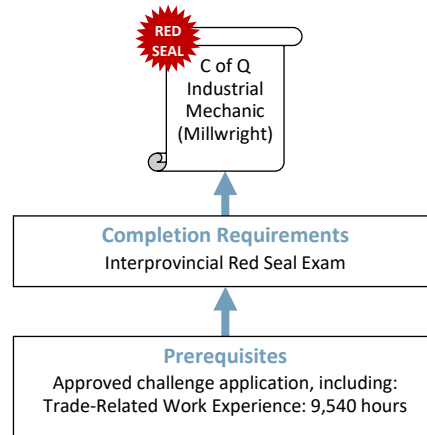 RED
SEAL
C of Q
Industrial
Mechanic
(Millwright)
Completion Requirements
Interprovincial Red Seal Exam
Prerequisites
Approved challenge application, including:
Trade-Related Work Experience: 9,540 hours